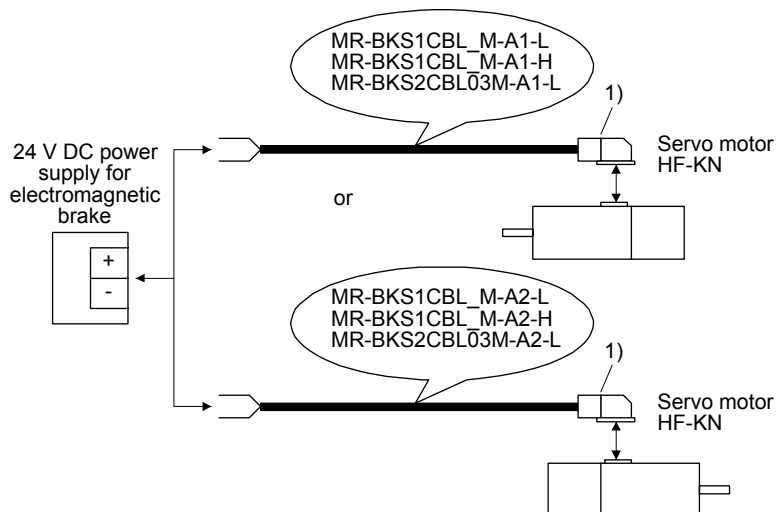 MR-BKS1CBL_M-A1-L
MR-BKS1CBL_M-A1-H
MR-BKS2CBL03M-A1-L
1)
Servo motor
HF-KN
24 V DC power
supply for
electromagnetic
brake
or
+
-
MR-BKS1CBL_M-A2-L
MR-BKS1CBL_M-A2-H
MR-BKS2CBL03M-A2-L
1)
Servo motor
HF-KN